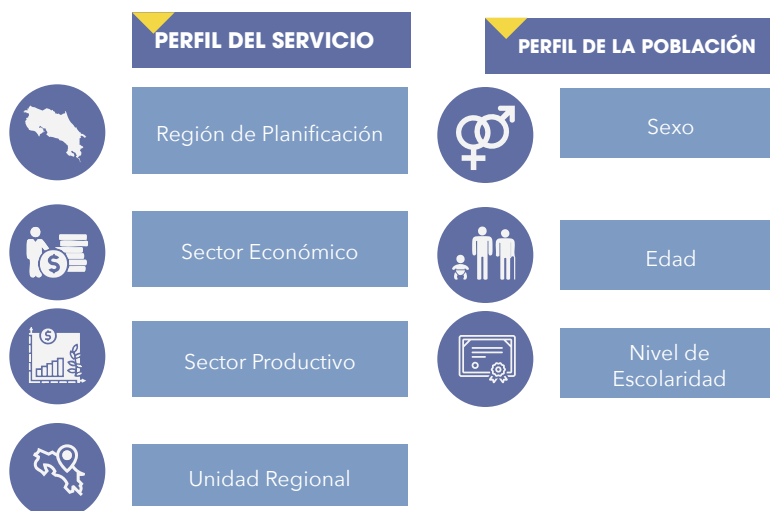 PERFIL DEL SERVICIO
Región de Planificación
Sector Económico
$
Sector Productivo
$
Unidad Regional
PERFIL DE LA POBLACIÓN
Sexo
Edad
Nivel de
Escolaridad